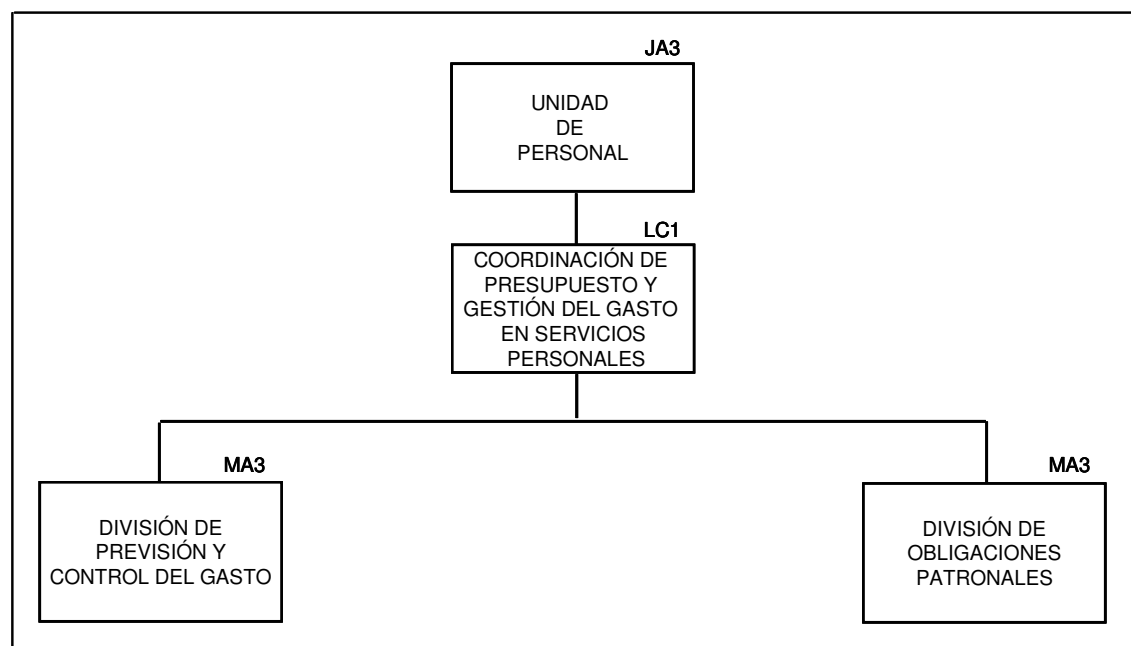 JA3
UNIDAD
DE
PERSONAL
LC1
COORDINACIÓN DE
PRESUPUESTO Y
GESTIÓN DEL GASTO
EN SERVICIOS
PERSONALES
MA3
DIVISIÓN DE
PREVISIÓN Y
CONTROL DEL GASTO
MA3
DIVISIÓN DE
OBLIGACIONES
PATRONALES